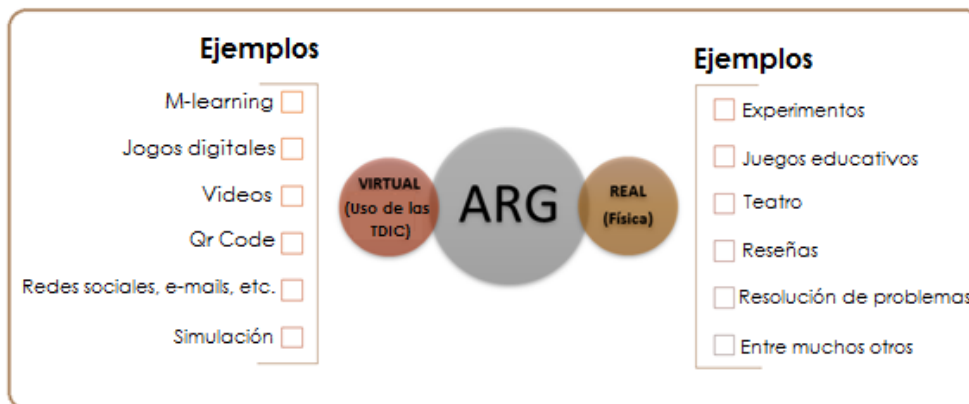 Ejemplos
M-learning
Jogos digitales
Videos
Qr Code
Redes sociales, e-mails, etc.
Simulación
VIRTUAL
(Uso de las
TDIC)
ARG
REAL
(Física)
Ejemplos
Experimentos
Juegos educativos
Teatro
Reseñas
Resolución de problemas
Entre muchos otros